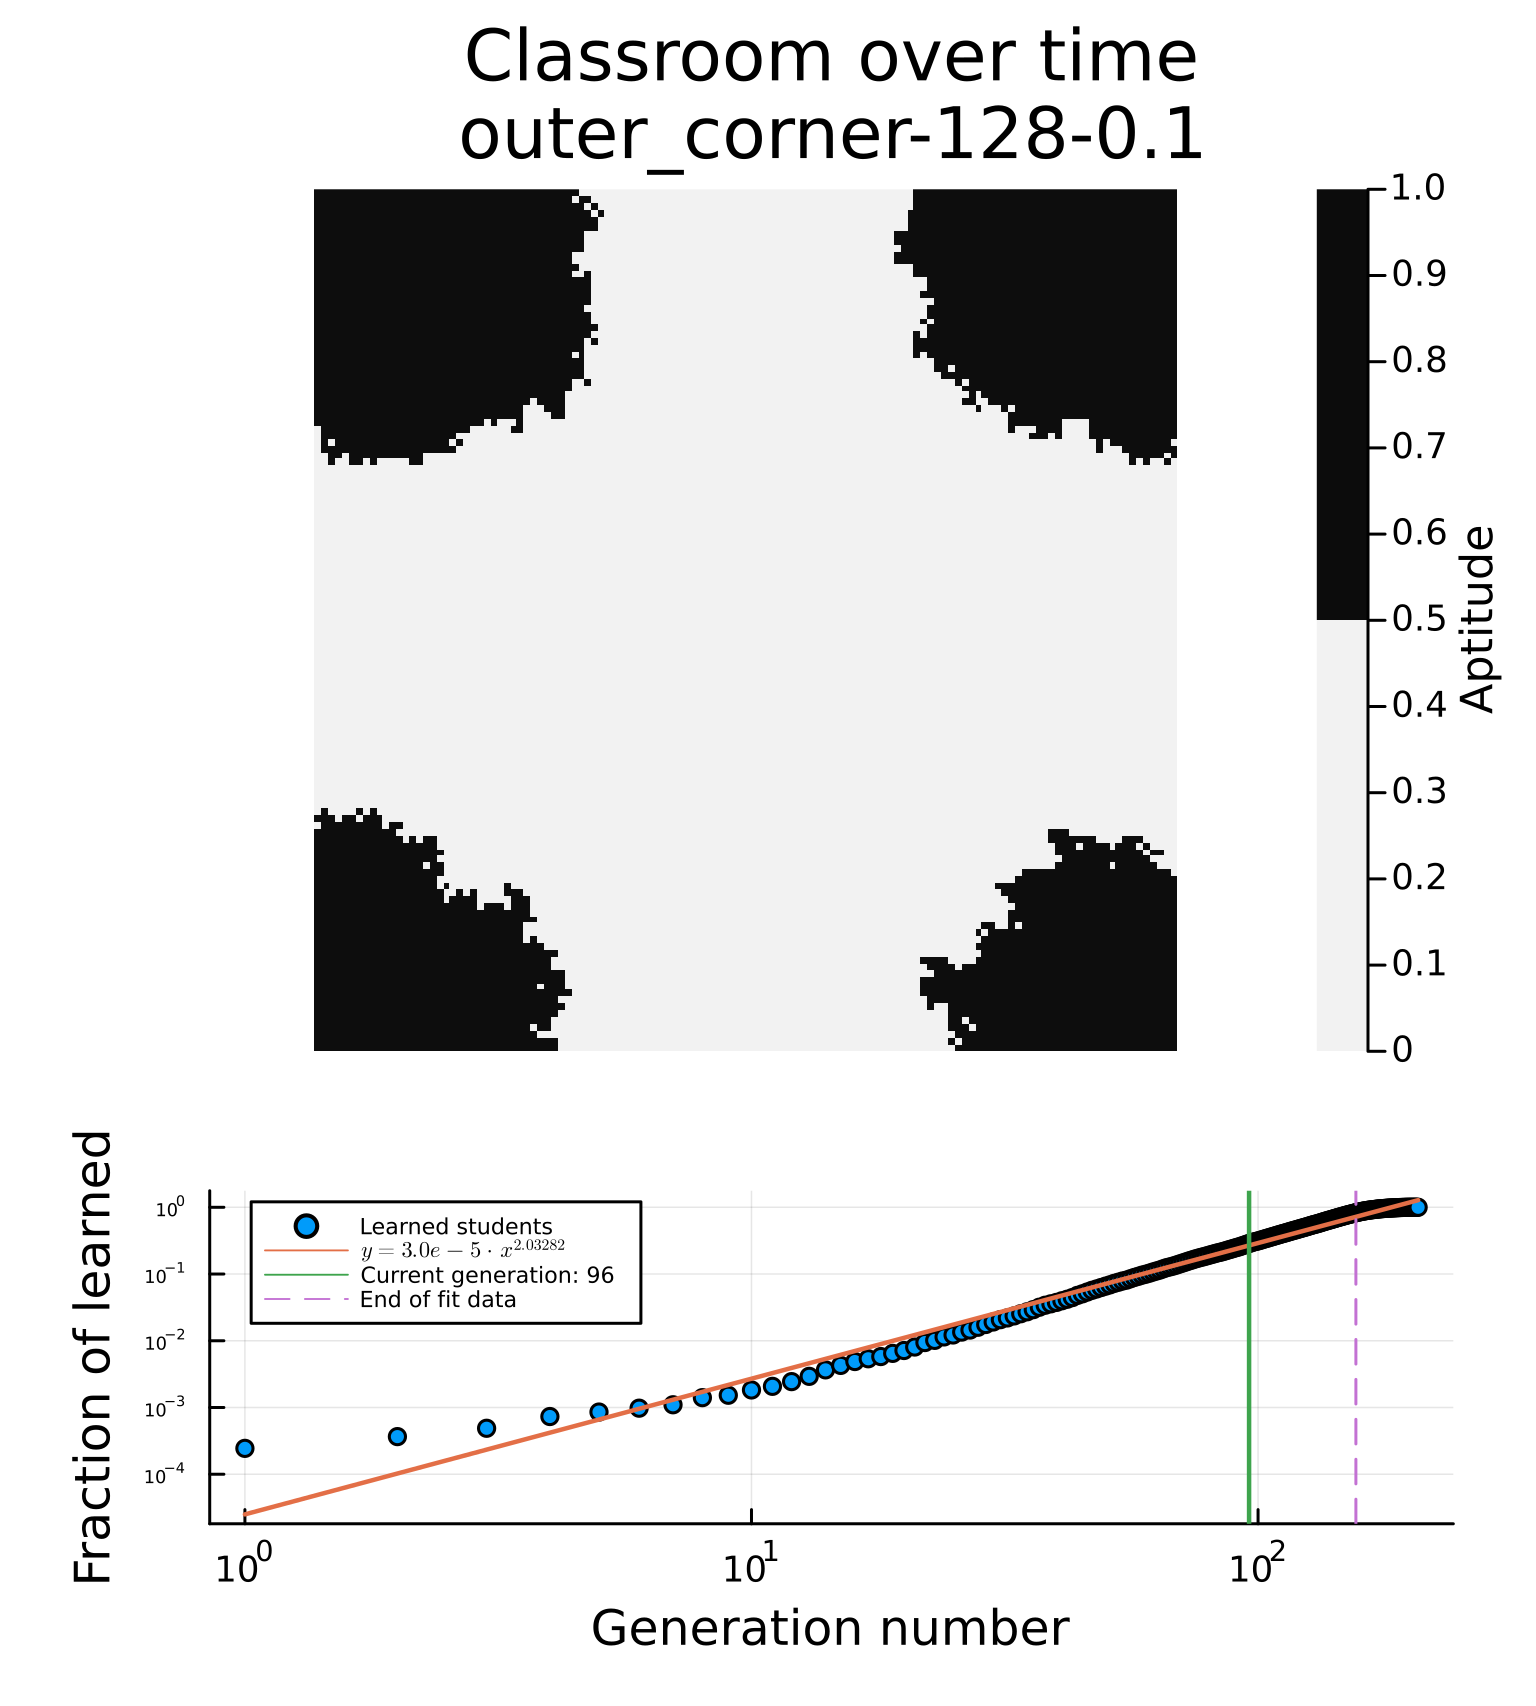 Classroom over time
outer_corner-128-0.1
1.0
0.9
0.8
0.7
0.6
0.5
0.4
0.3
0.2
0.1
0
Aptitude
Fraction of learned
10^0
10^-1
10^-2
10^-3
10^-4
Learned students
y = 3.0e − 5 · x^2.03282
Current generation: 96
End of fit data
10^0
10^1
10^2
Generation number